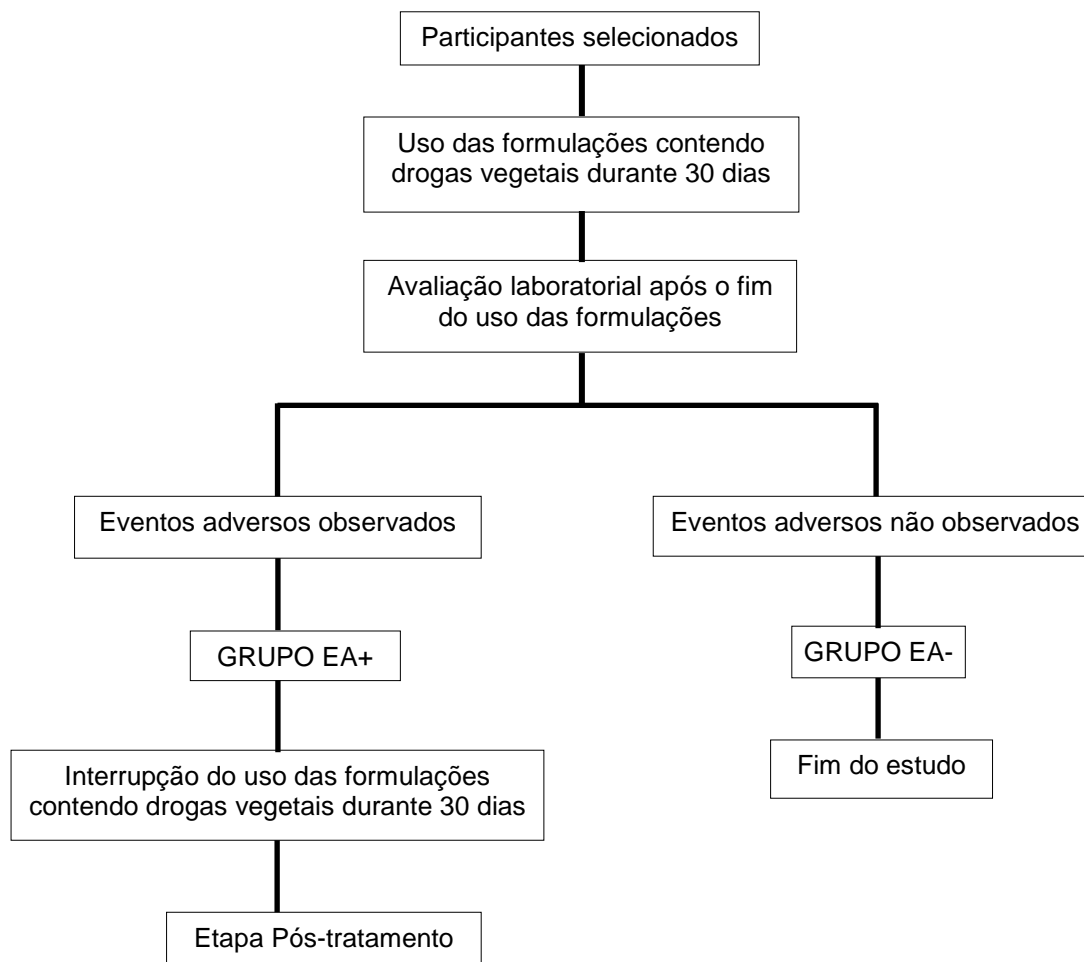 Participantes selecionados
Uso das formulações contendo
drogas vegetais durante 30 dias
Avaliação laboratorial após o fim
do uso das formulações
Eventos adversos observados
Eventos adversos não observados
GRUPO EA+
GRUPO EA-
Interrupção do uso das formulações
contendo drogas vegetais durante 30 dias
Fim do estudo
Etapa Pós-tratamento